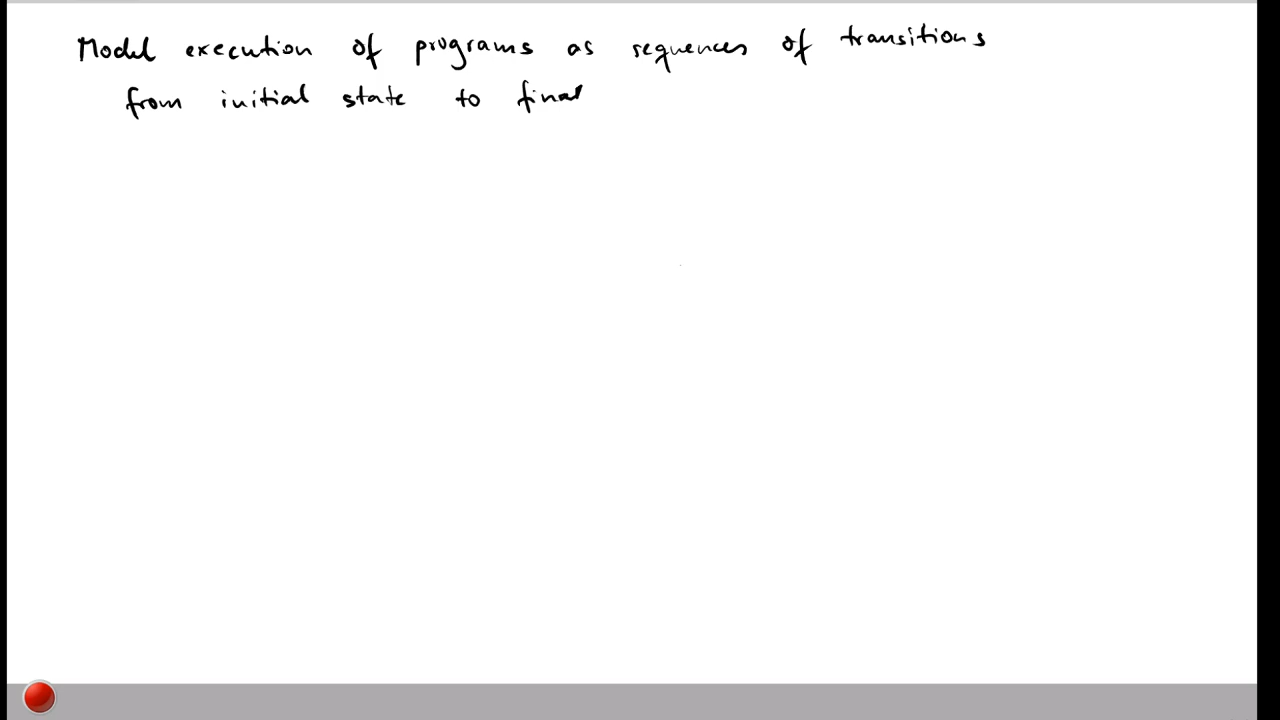 Model execution of programs as sequences of transitions
from initial state to final